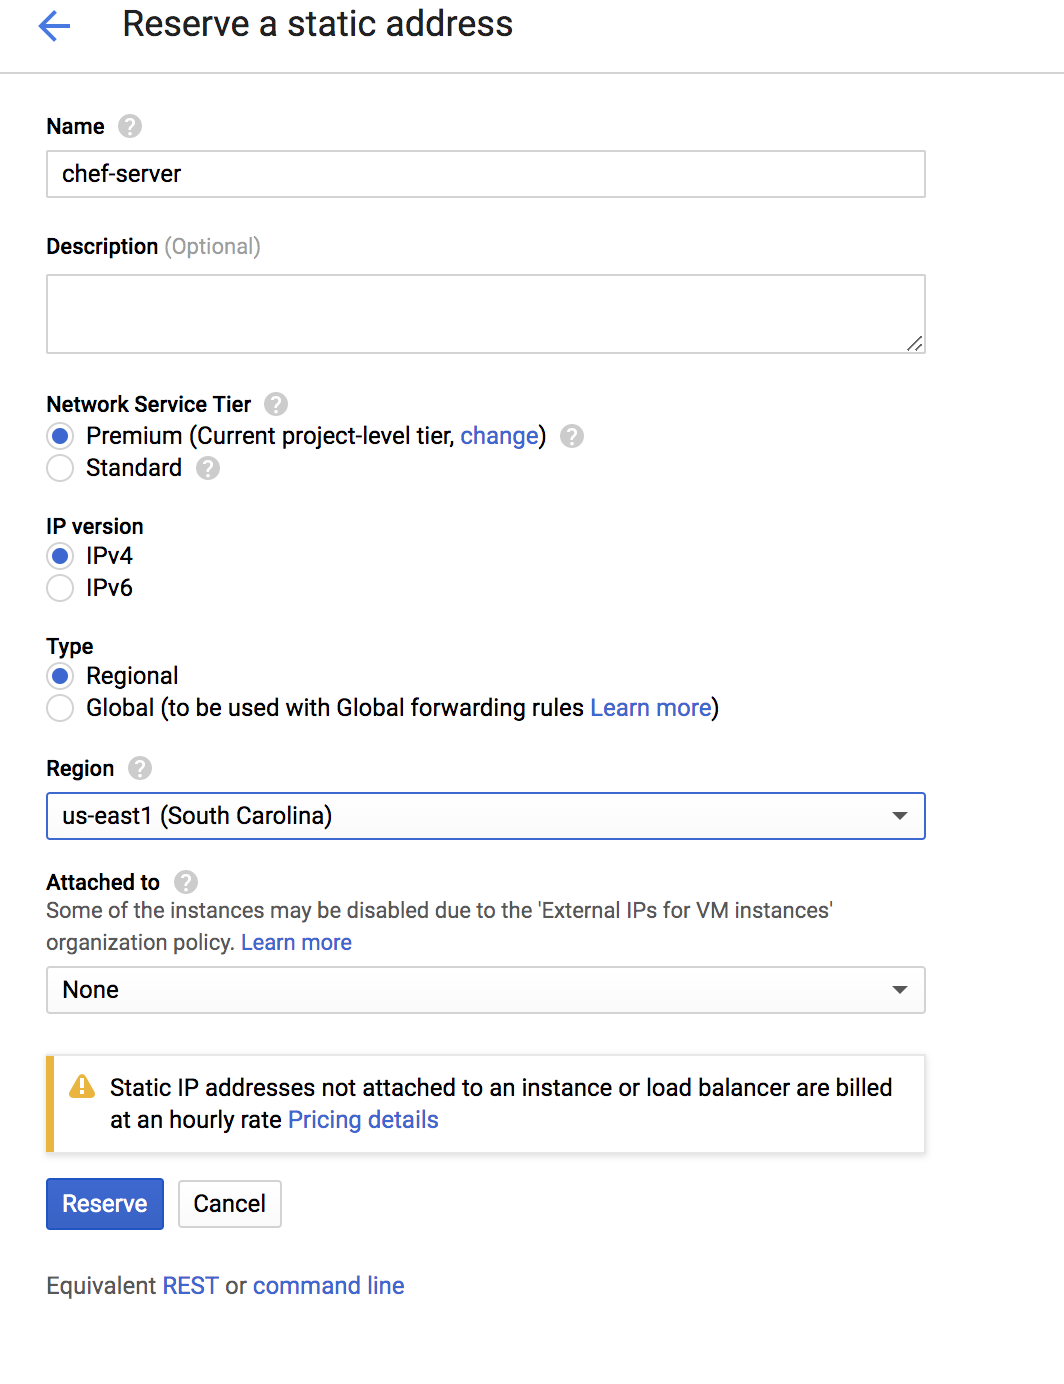 Reserve a static address
Name
chef-server
Description (Optional)
Network Service Tier
Premium (Current project-level tier, change)
Standard
IP version
IPv4
IPv6
Type
Regional
Global (to be used with Global forwarding rules Learn more)
Region
us-east1 (South Carolina)
Attached to
Some of the instances may be disabled due to the 'External IPs for VM instances'
organization policy. Learn more
None
Static IP addresses not attached to an instance or load balancer are billed
at an hourly rate Pricing details
Reserve Cancel
Equivalent REST or command line